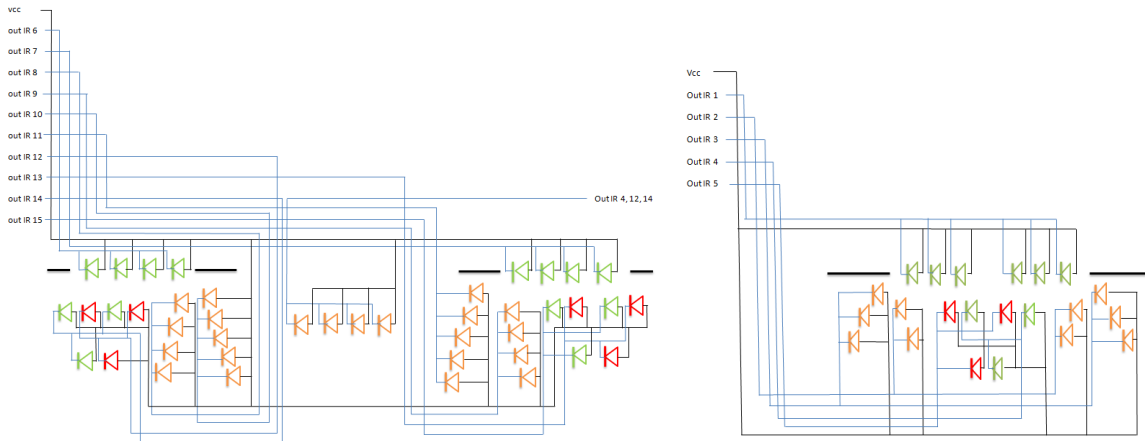 vcc
out IR 6
out IR 7
out IR 8
out IR 9
out IR 10
out IR 11
out IR 12
out IR 13
out IR 14
out IR 15
Out IR 4, 12, 14
Vcc
Out IR 1
Out IR 2
Out IR 3
Out IR 4
Out IR 5